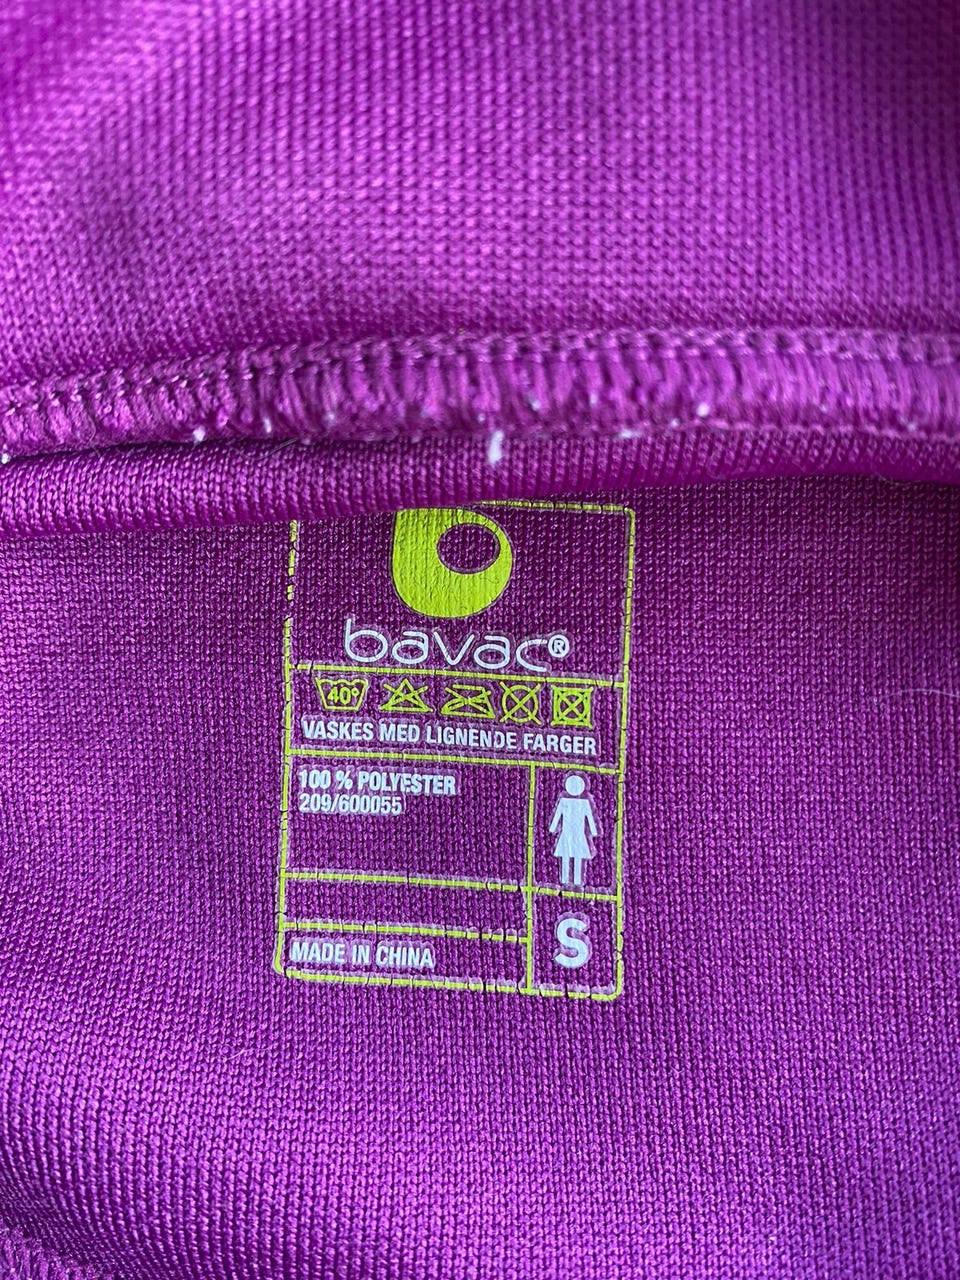 bavac®
40°
VASKES MED LIGNENDE FARGER
100 % POLYESTER
209/600055
S
MADE IN CHINA